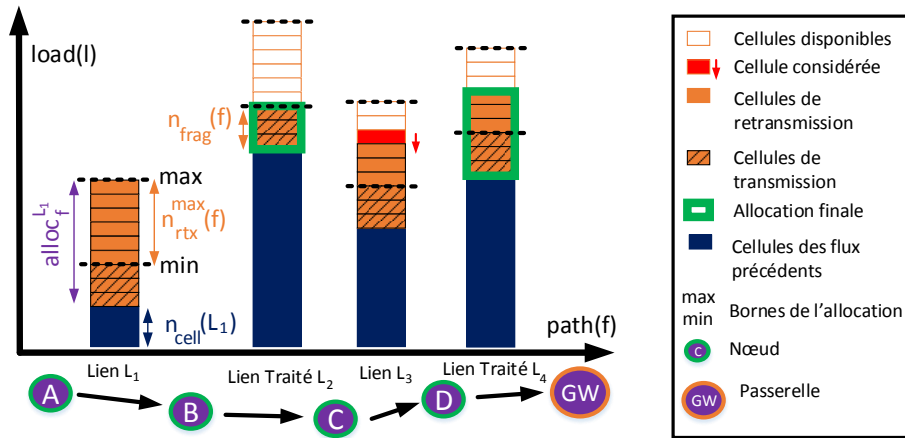 load(l)
n_frag(f)
max
n_rtx^max(f)
alloc_f^L1
min
n_cell(L1)
path(f)
Lien L1
Lien Traité L2
Lien L3
Lien Traité L4
A
B
C
D
GW
Cellules disponibles
Cellule considérée
Cellules de
retransmission
Cellules de
transmission
Allocation finale
Cellules des flux
précédents
max
min
Bornes de l'allocation
C
Nœud
GW
Passerelle